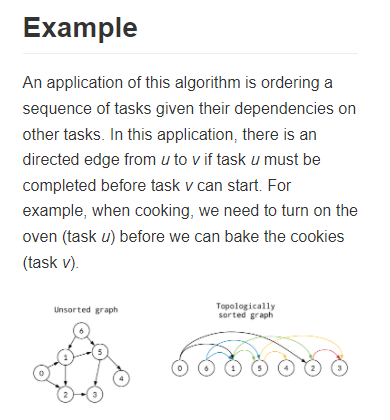 Example
An application of this algorithm is ordering a
sequence of tasks given their dependencies on
other tasks. In this application, there is an
directed edge from u to v if task u must be
completed before task v can start. For
example, when cooking, we need to turn on the
oven (task u) before we can bake the cookies
(task v).
Unsorted graph
6
1 5
0 4
2 3
Topologically
sorted graph
0 6 1 5 4 2 3